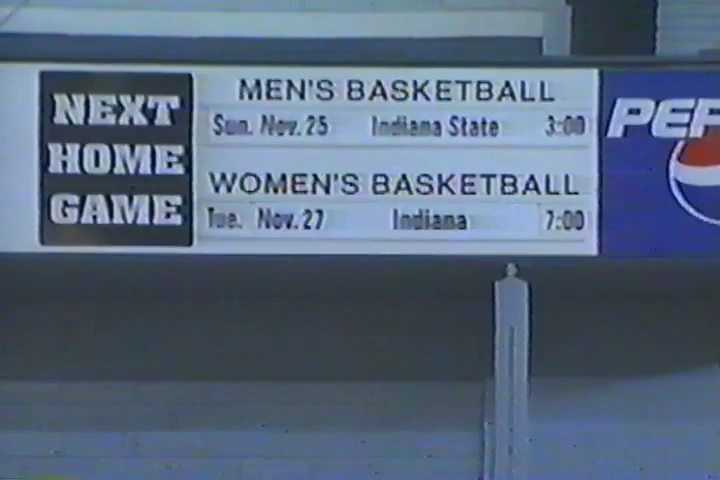 NEXT
HOME
GAME
MEN'S BASKETBALL
Sun. Nov. 25 Indiana State 3:00
WOMEN'S BASKETBALL
Tue. Nov. 27 Indiana 7:00
PEP